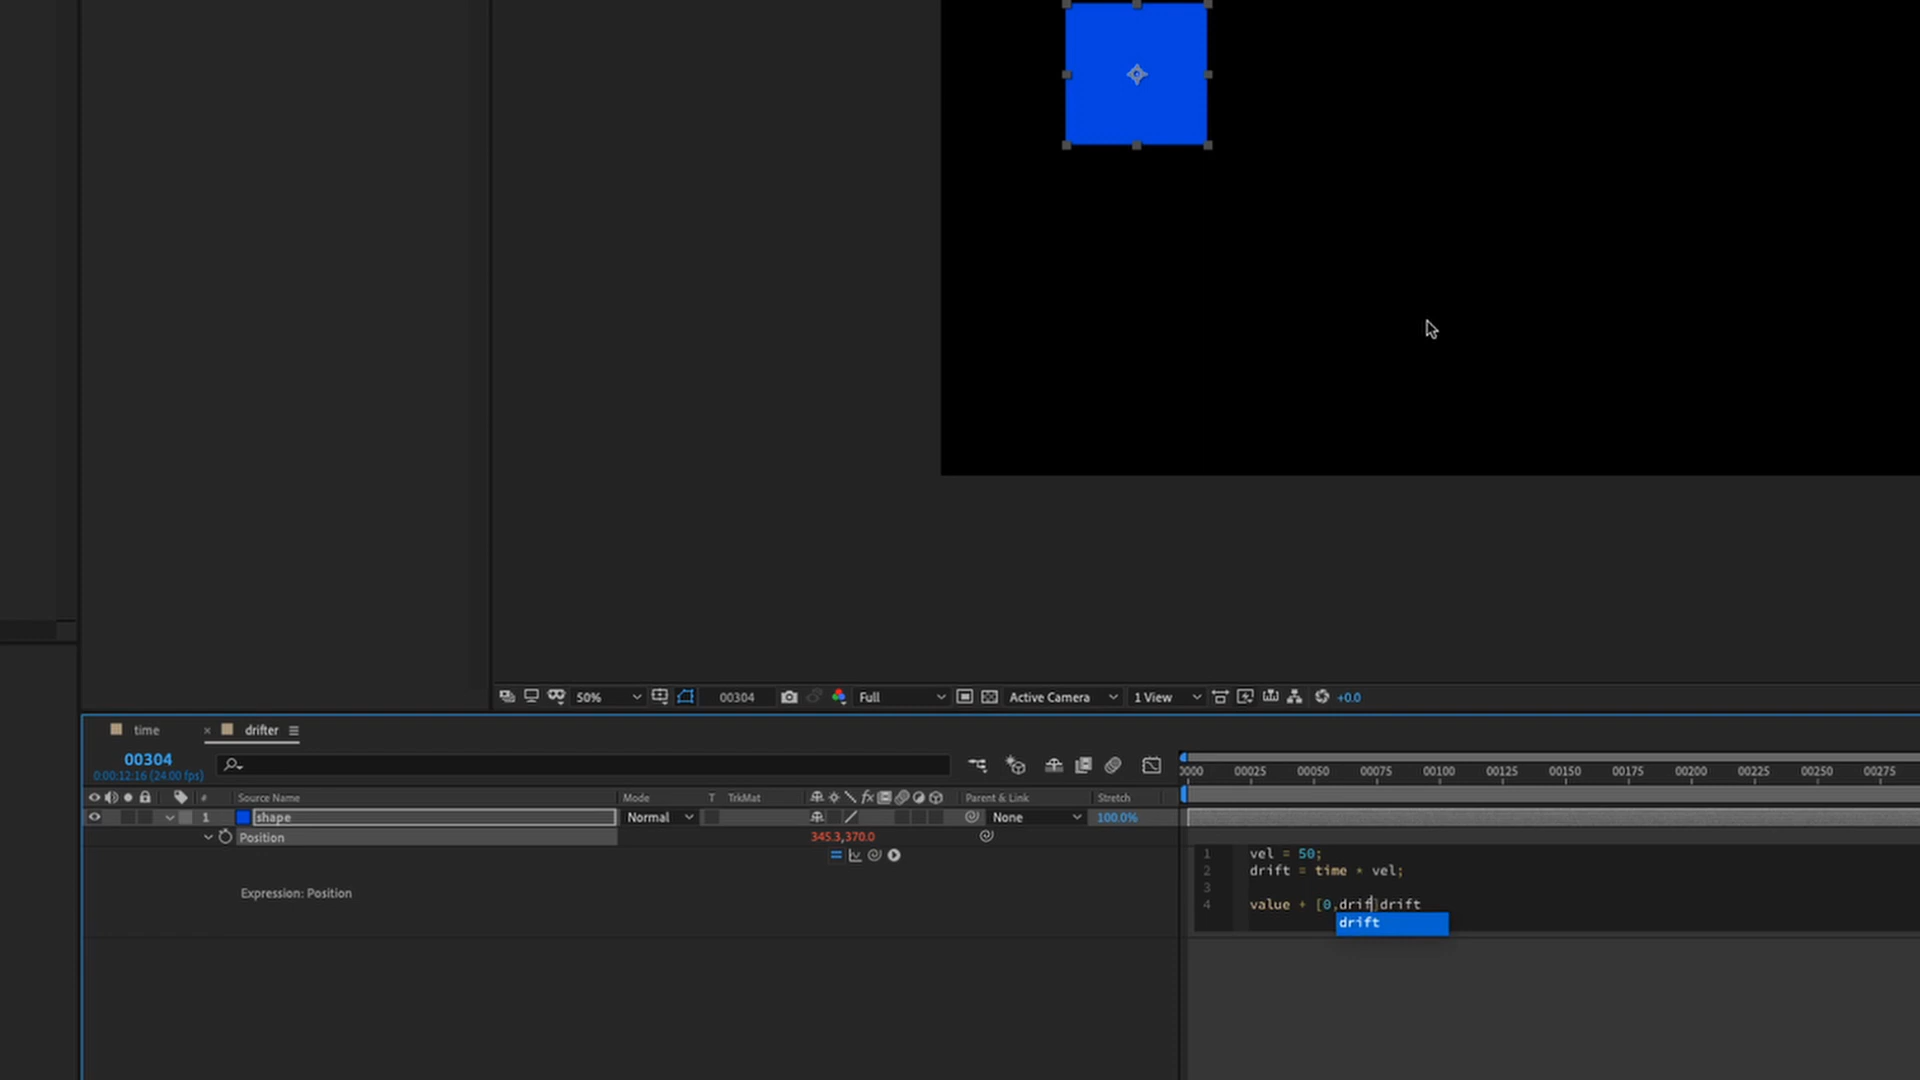 50%
00304
Full
Active Camera
1 View
+0.0
time
× drifter
00304
0:00:12:16 (24.00 fps)
0000 00025 00050 00075 00100 00125 00150 00175 00200 00225 00250 00275
# Source Name Mode T TrkMat fx Parent & Link Stretch
1 shape Normal None 100.0%
Position 345.3,370.0
Expression: Position
1 vel = 50;
2 drift = time * vel;
3
4 value + [0,drif]drift
drift